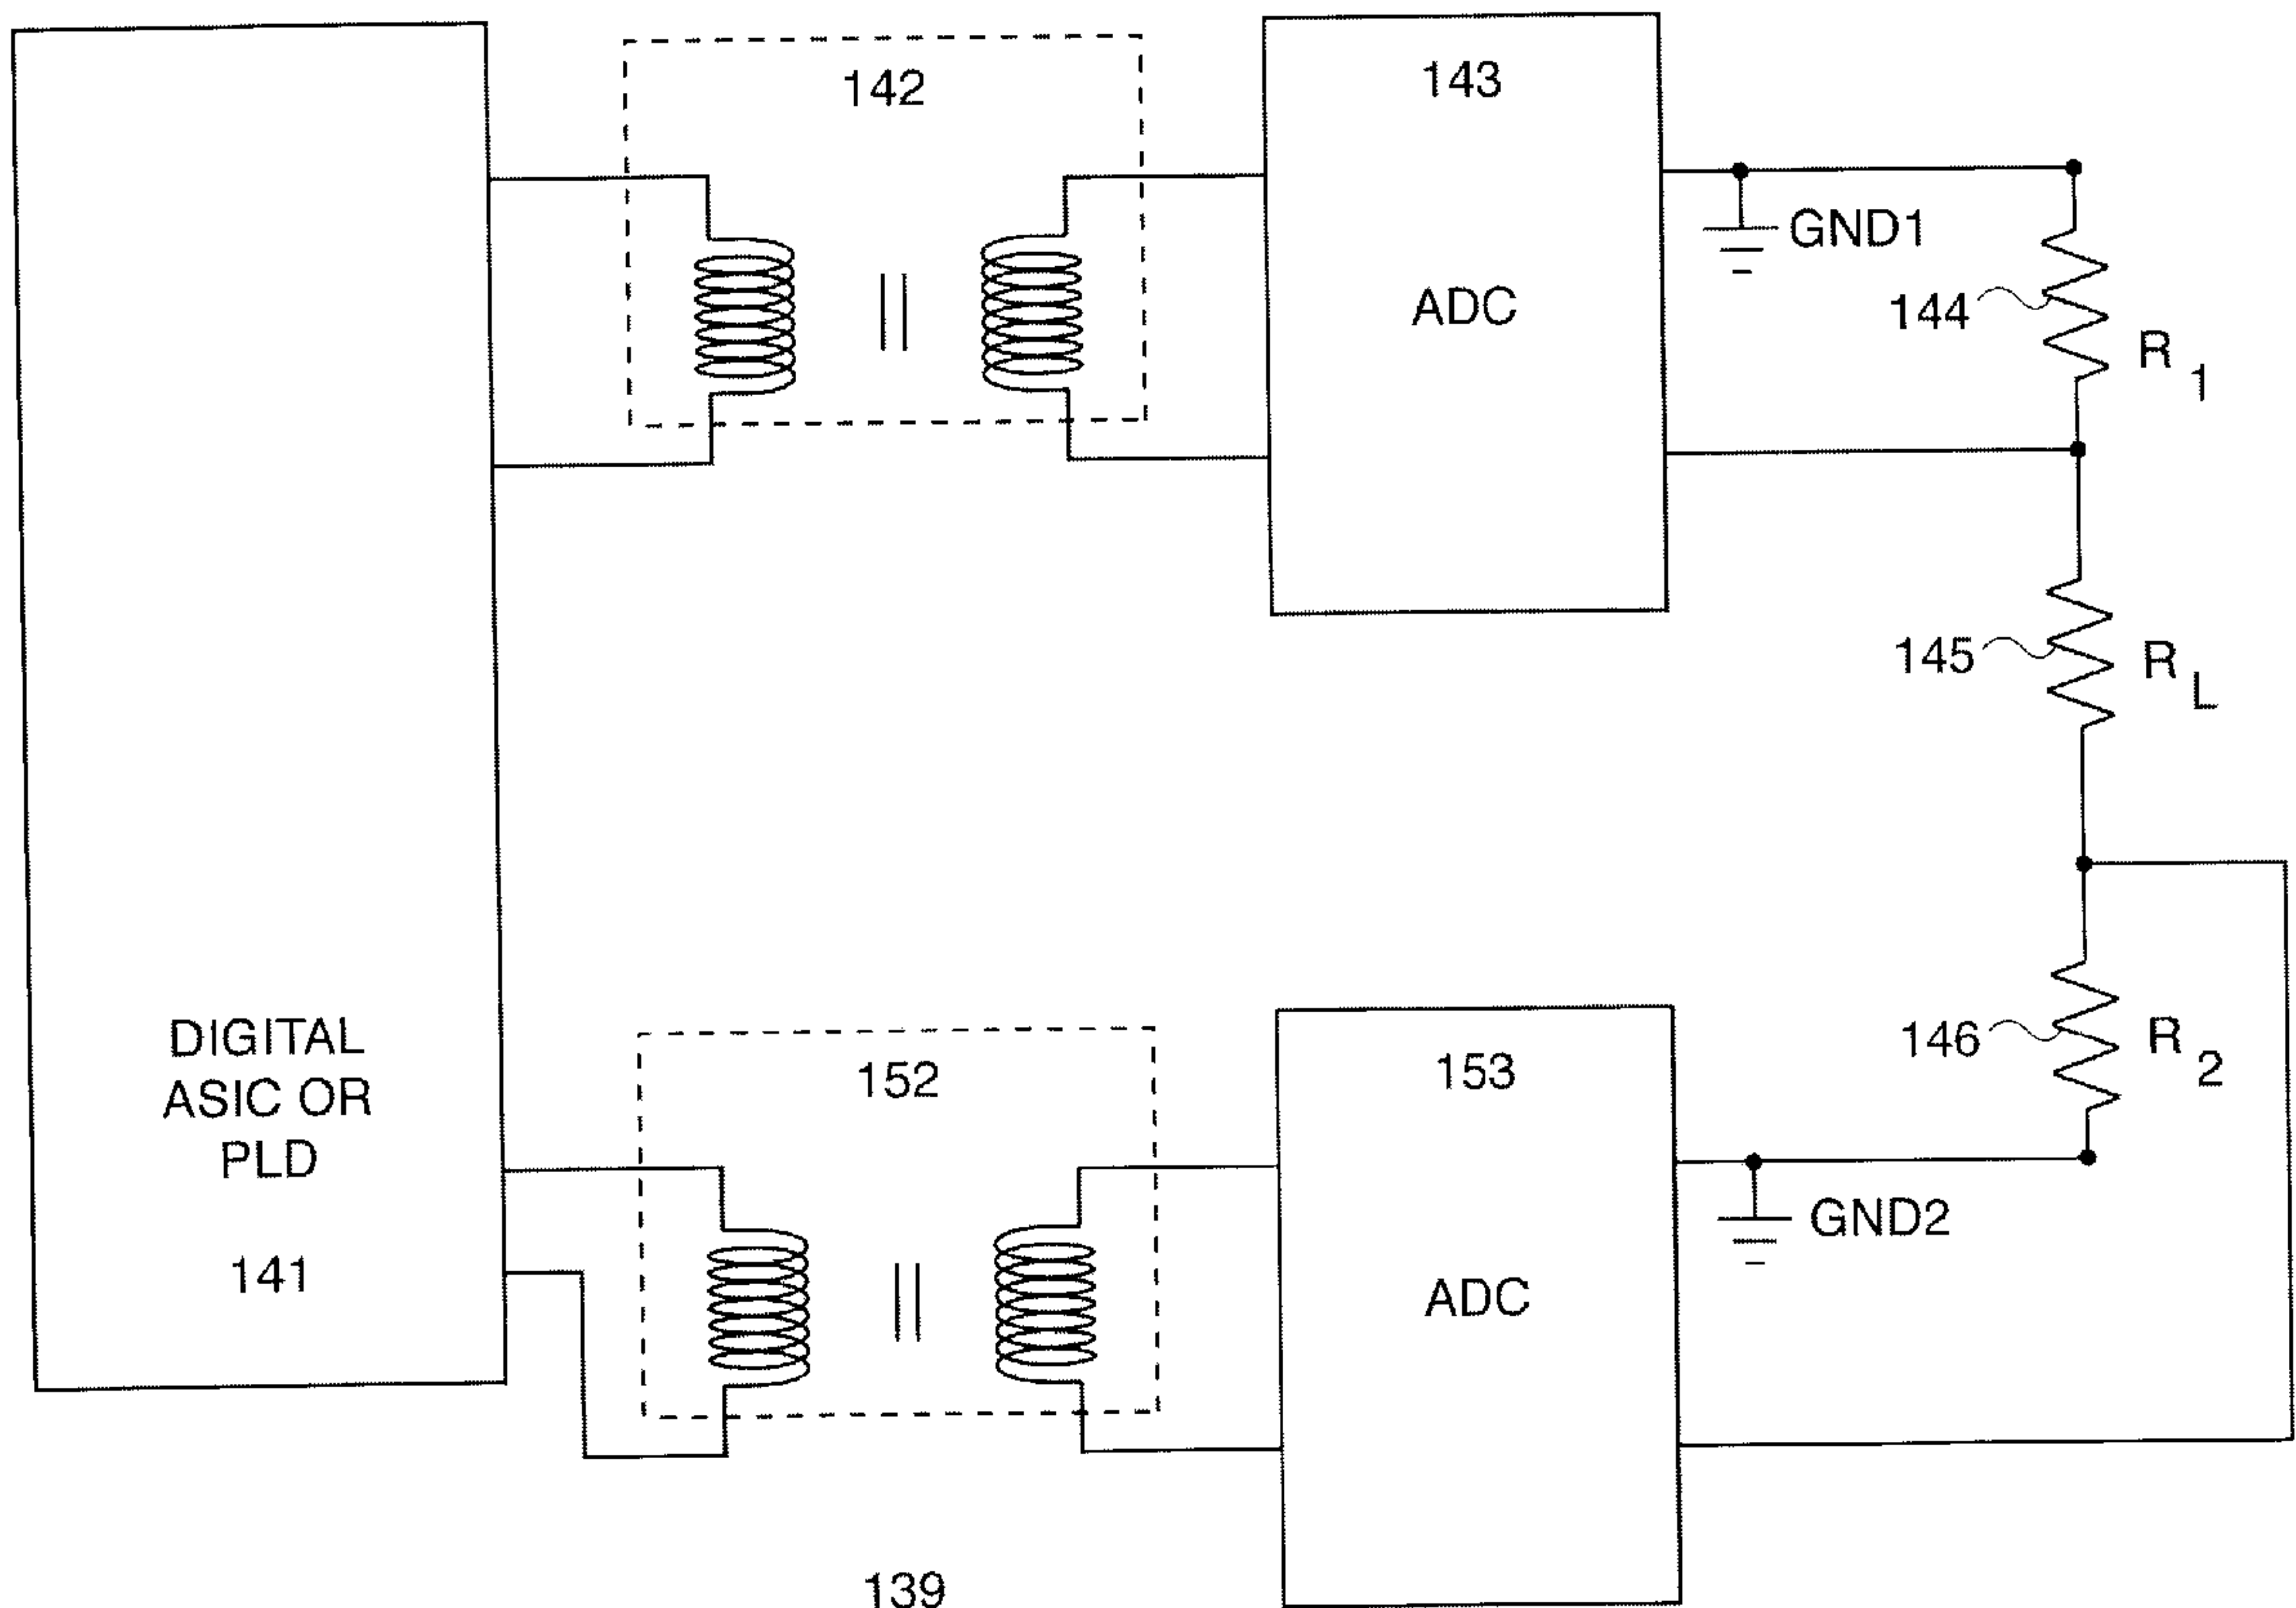 142
143
GND1
144
R 1
ADC
145
R L
DIGITAL
ASIC OR
PLD
141
152
153
146
R 2
GND2
ADC
139